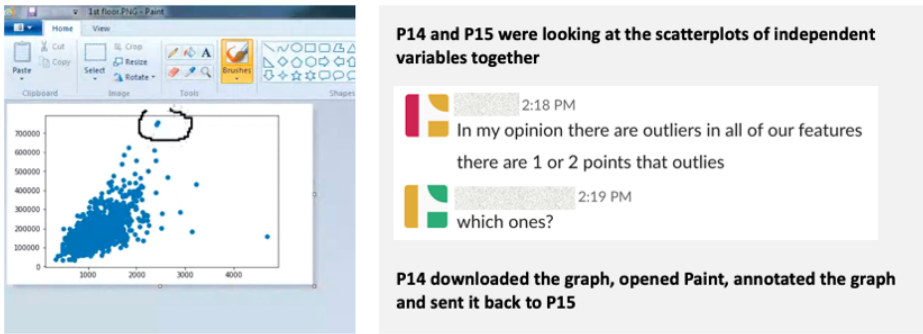 1st floor.PNG - Paint
Home View
Paste
Cut
Copy
Clipboard
Select
Crop
Resize
Rotate
Image
Tools
Brushes
Shapes
700000
600000
500000
400000
300000
200000
100000
0
1000 2000 3000 4000
P14 and P15 were looking at the scatterplots of independent
variables together
2:18 PM
In my opinion there are outliers in all of our features
there are 1 or 2 points that outlies
2:19 PM
which ones?
P14 downloaded the graph, opened Paint, annotated the graph
and sent it back to P15